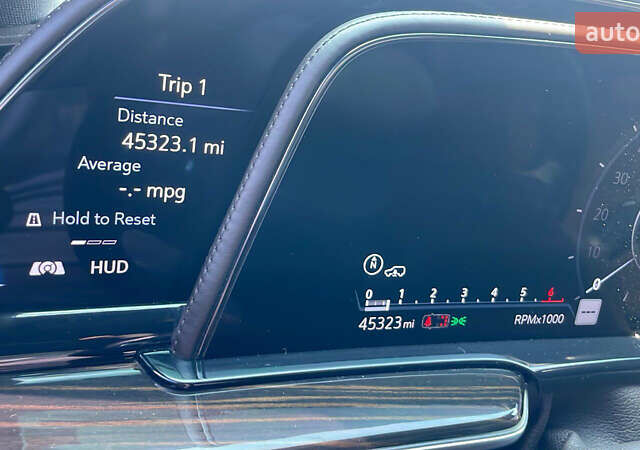 auto
Trip 1
Distance
45323.1 mi
Average
-.- mpg
Hold to Reset
HUD
N
30
20
10
0
0 1 2 3 4 5 6
45323 mi
RPMx1000
---